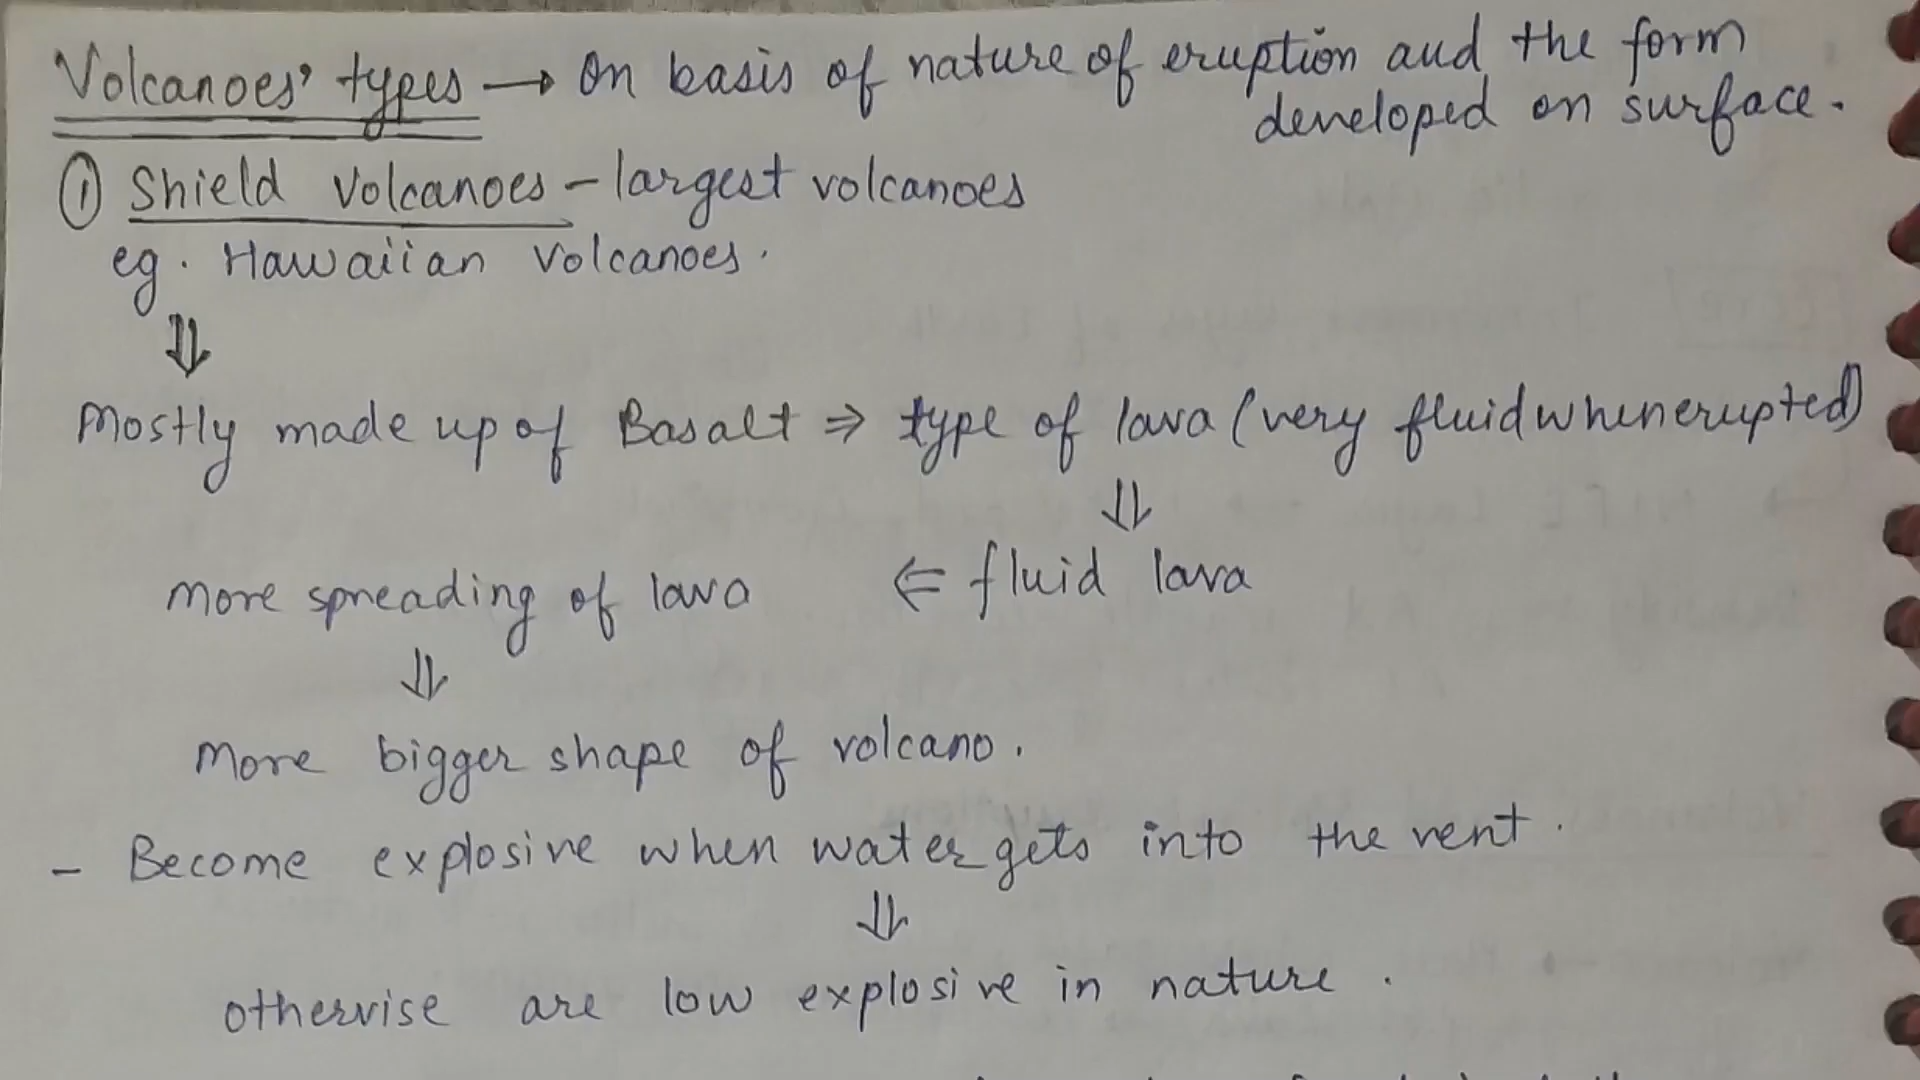 Volcanoes' types → On basis of nature of eruption and the form
developed on surface.
① Shield Volcanoes – largest volcanoes
eg. Hawaiian Volcanoes.
⇓
Mostly made up of Basalt ⇒ type of lava (very fluid when erupted)
⇓
more spreading of lava ⇐ fluid lava
⇓
More bigger shape of volcano.
– Become explosive when water gets into the vent.
⇓
othervise are low explosive in nature.